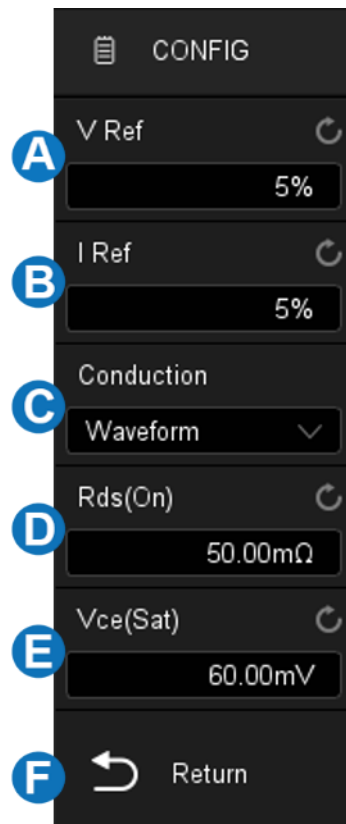 CONFIG
A
V Ref
5%
B
I Ref
5%
C
Conduction
Waveform
D
Rds(On)
50.00mΩ
E
Vce(Sat)
60.00mV
F
Return